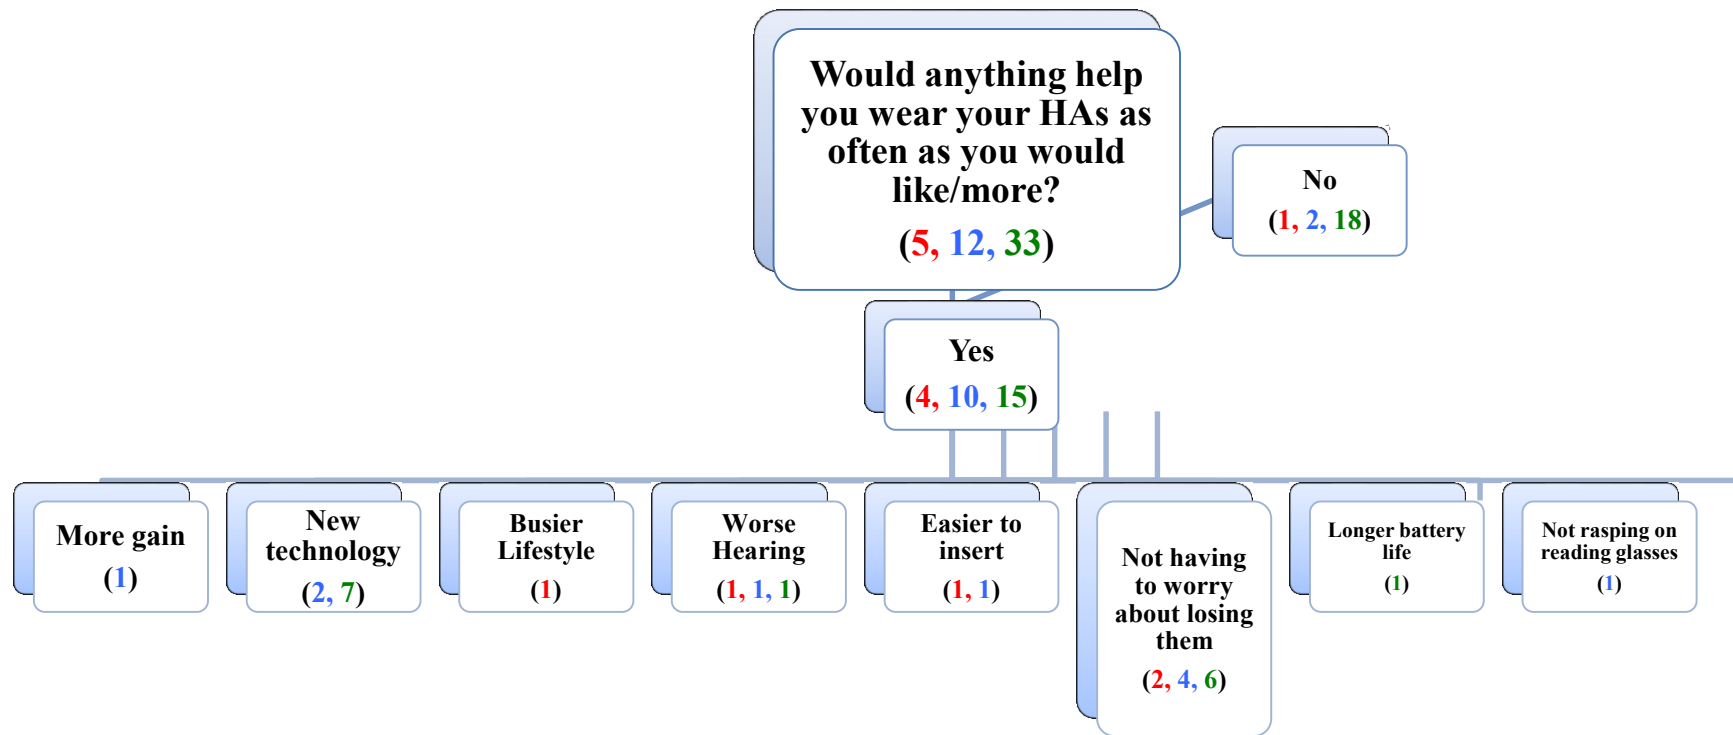 Would anything help
you wear your HAs as
often as you would
like/more?
(5, 12, 33)
No
(1, 2, 18)
Yes
(4, 10, 15)
More gain
(1)
New
technology
(2, 7)
Busier
Lifestyle
(1)
Worse
Hearing
(1, 1, 1)
Easier to
insert
(1, 1)
Not having
to worry
about losing
them
(2, 4, 6)
Longer battery
life
(1)
Not rasping on
reading glasses
(1)